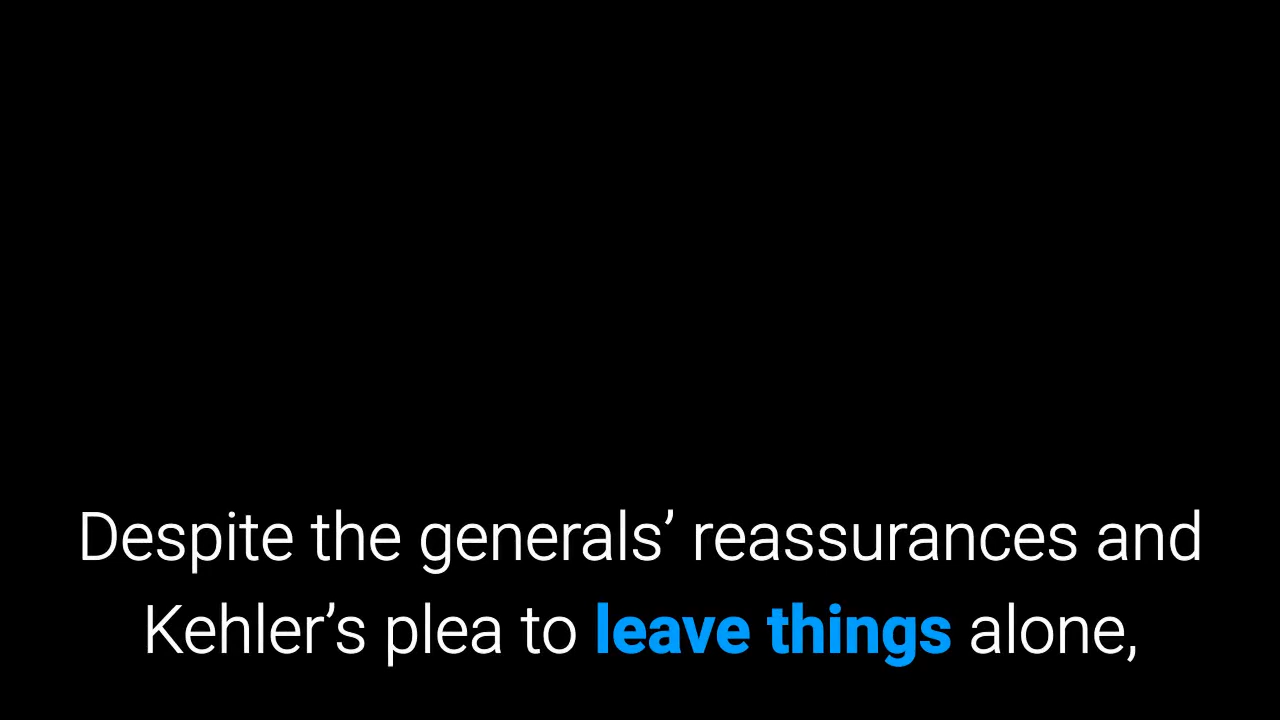 Despite the generals’ reassurances and
Kehler’s plea to leave things alone,